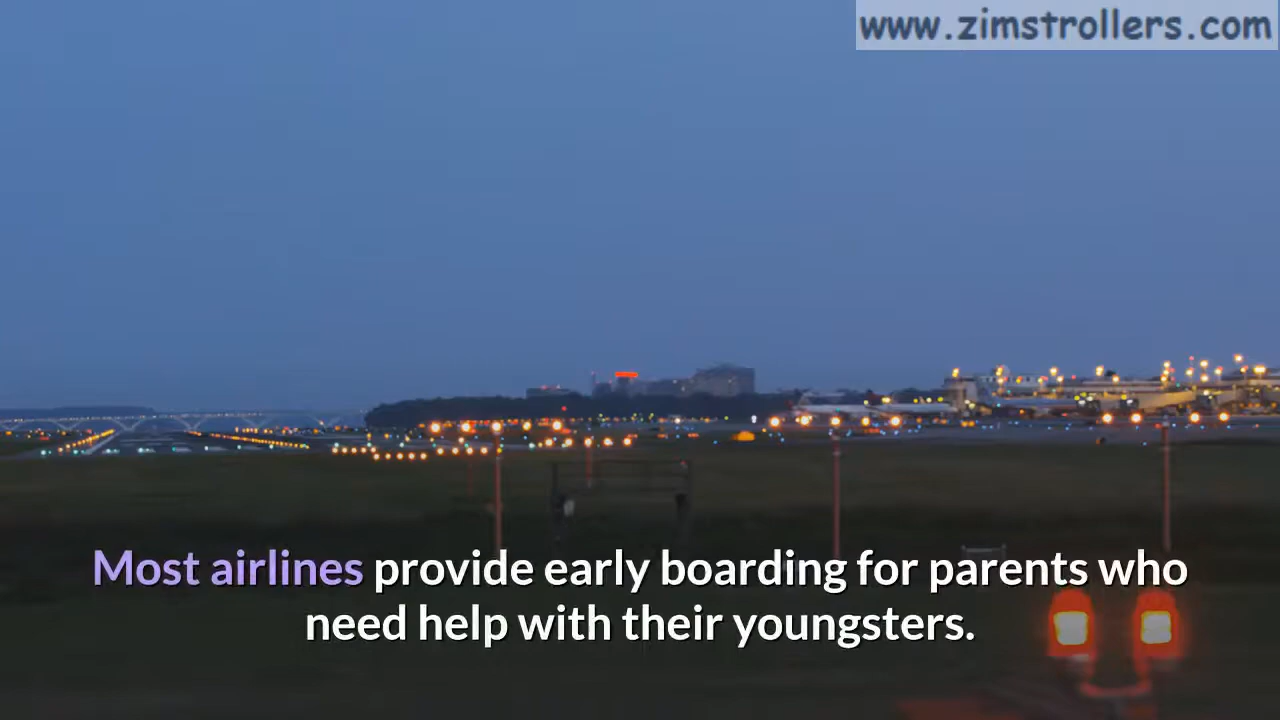 www.zimstrollers.com
Most airlines provide early boarding for parents who
need help with their youngsters.